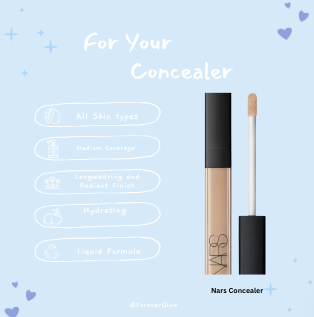 For Your
Concealer
All Skin types
Medium Coverage
Longwearing and
Radiant Finish
Hydrating
Liquid Formula
NARS
Nars Concealer
@ForeverGlow